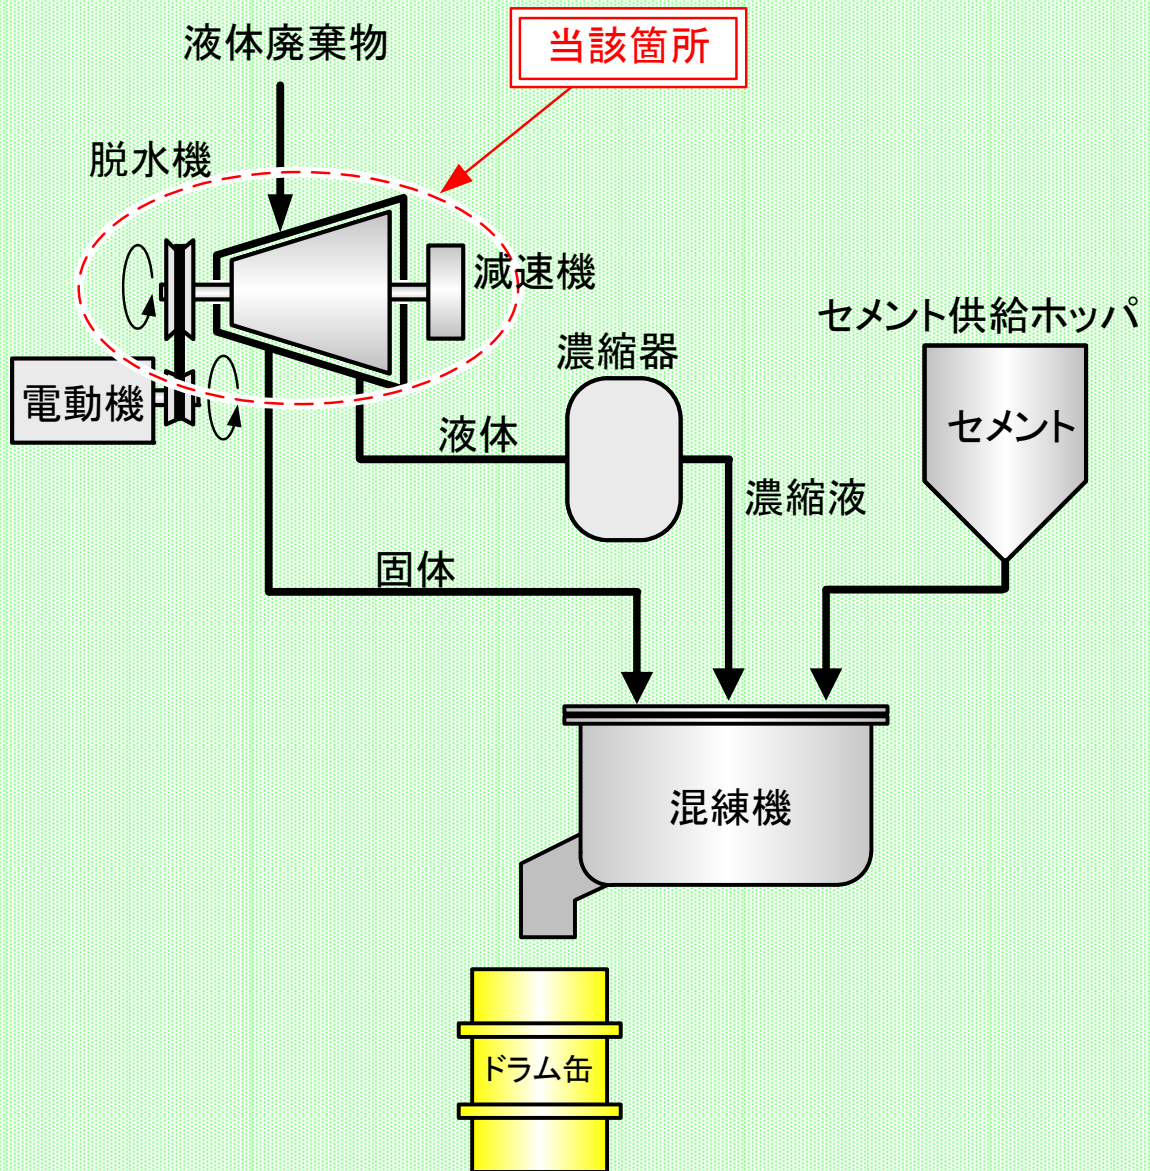 液体廃棄物
当該箇所
脱水機
減速機
セメント供給ホッパ
濃縮器
電動機
セメント
液体
濃縮液
固体
混練機
ドラム缶